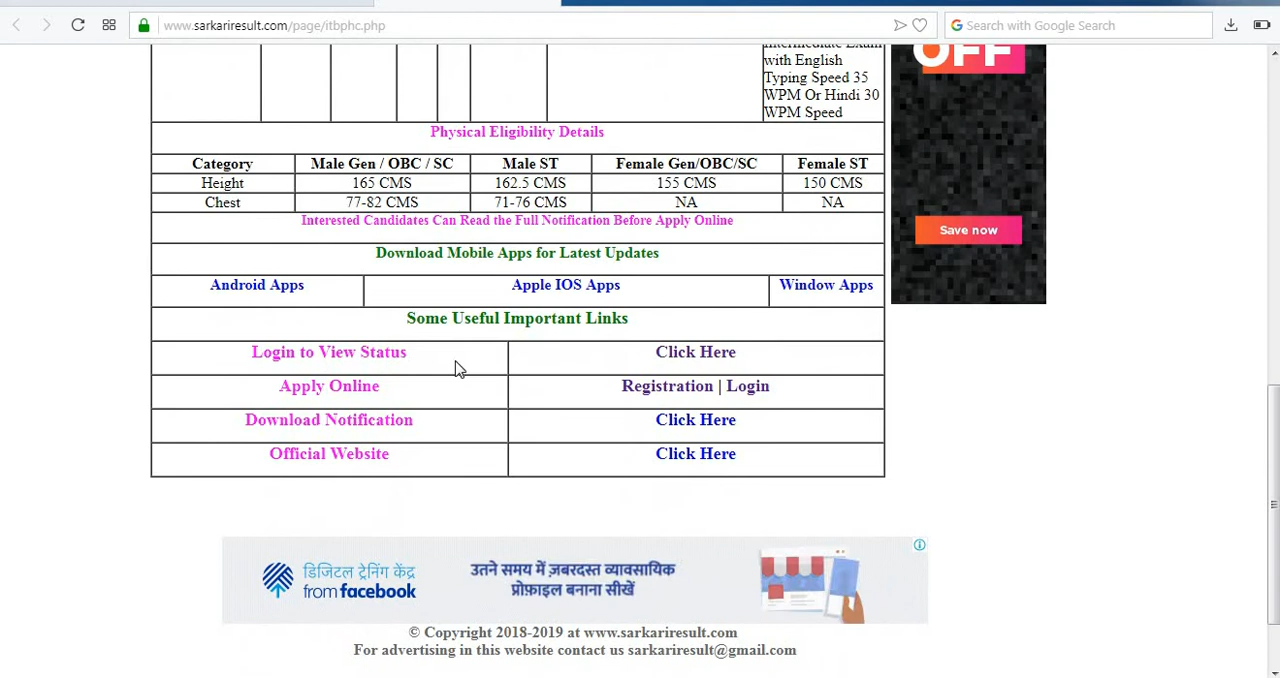 www.sarkariresult.com/page/itbphc.php
Search with Google Search
Intermediate Exam
with English
Typing Speed 35
WPM Or Hindi 30
WPM Speed
OFF
Physical Eligibility Details
Category Male Gen / OBC / SC Male ST Female Gen/OBC/SC Female ST
Height 165 CMS 162.5 CMS 155 CMS 150 CMS
Chest 77-82 CMS 71-76 CMS NA NA
Interested Candidates Can Read the Full Notification Before Apply Online
Save now
Download Mobile Apps for Latest Updates
Android Apps Apple IOS Apps Window Apps
Some Useful Important Links
Login to View Status Click Here
Apply Online Registration | Login
Download Notification Click Here
Official Website Click Here
डिजिटल ट्रेनिंग केंद्र
from facebook
उतने समय में ज़बरदस्त व्यावसायिक
प्रोफ़ाइल बनाना सीखें
© Copyright 2018-2019 at www.sarkariresult.com
For advertising in this website contact us sarkariresult@gmail.com